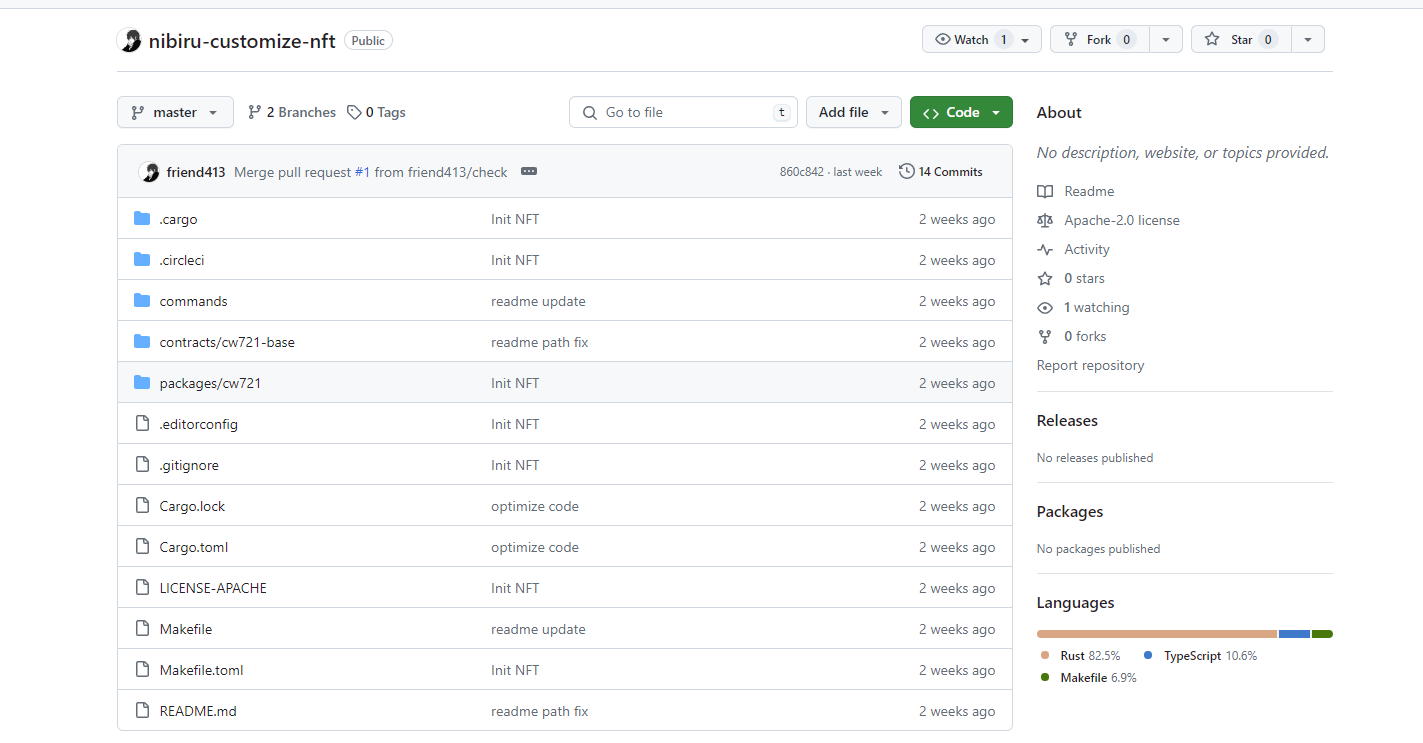 nibiru-customize-nft Public Watch 1 Fork 0 Star 0
master 2 Branches 0 Tags Go to file t Add file Code
friend413 Merge pull request #1 from friend413/check 860c842 · last week 14 Commits
.cargo Init NFT 2 weeks ago
.circleci Init NFT 2 weeks ago
commands readme update 2 weeks ago
contracts/cw721-base readme path fix 2 weeks ago
packages/cw721 Init NFT 2 weeks ago
.editorconfig Init NFT 2 weeks ago
.gitignore Init NFT 2 weeks ago
Cargo.lock optimize code 2 weeks ago
Cargo.toml optimize code 2 weeks ago
LICENSE-APACHE Init NFT 2 weeks ago
Makefile readme update 2 weeks ago
Makefile.toml Init NFT 2 weeks ago
README.md readme path fix 2 weeks ago
About
No description, website, or topics provided.
Readme
Apache-2.0 license
Activity
0 stars
1 watching
0 forks
Report repository
Releases
No releases published
Packages
No packages published
Languages
Rust 82.5% TypeScript 10.6%
Makefile 6.9%